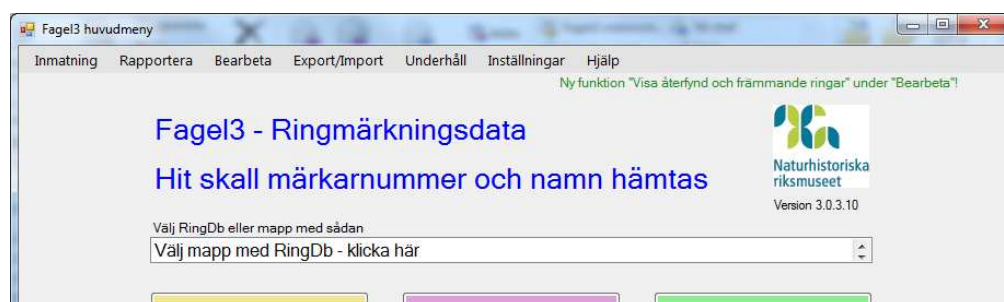 Fagel3 huvudmeny
Inmatning Rapportera Bearbeta Export/Import Underhåll Inställningar Hjälp
Ny funktion "Visa återfynd och främmande ringar" under "Bearbeta"!
Fagel3 - Ringmärkningsdata
Hit skall märkarnummer och namn hämtas
Naturhistoriska
riksmuseet
Version 3.0.3.10
Välj RingDb eller mapp med sådan
Välj mapp med RingDb - klicka här